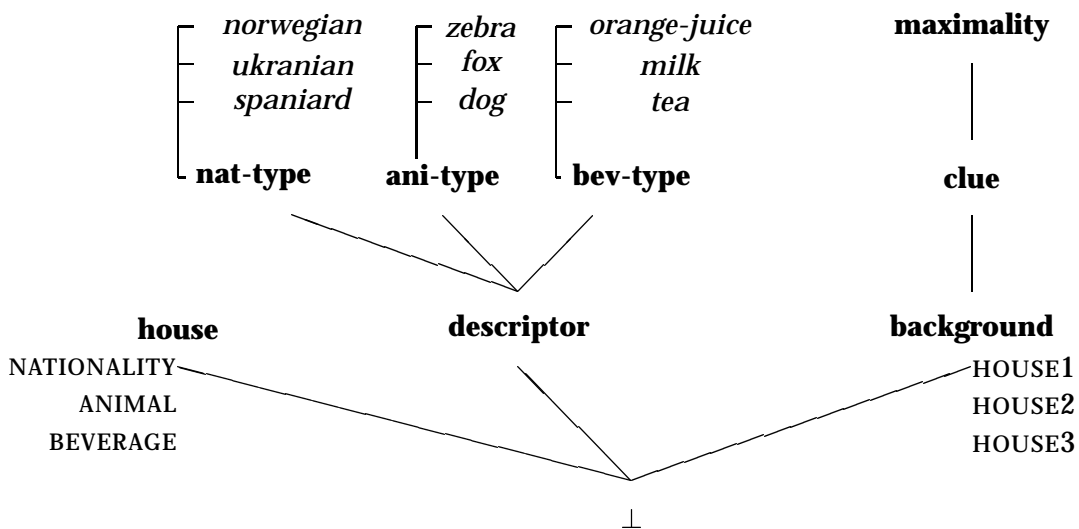 norwegian zebra orange-juice maximality
ukranian fox milk
spaniard dog tea
nat-type ani-type bev-type clue
house descriptor background
NATIONALITY HOUSE1
ANIMAL HOUSE2
BEVERAGE HOUSE3
⊥